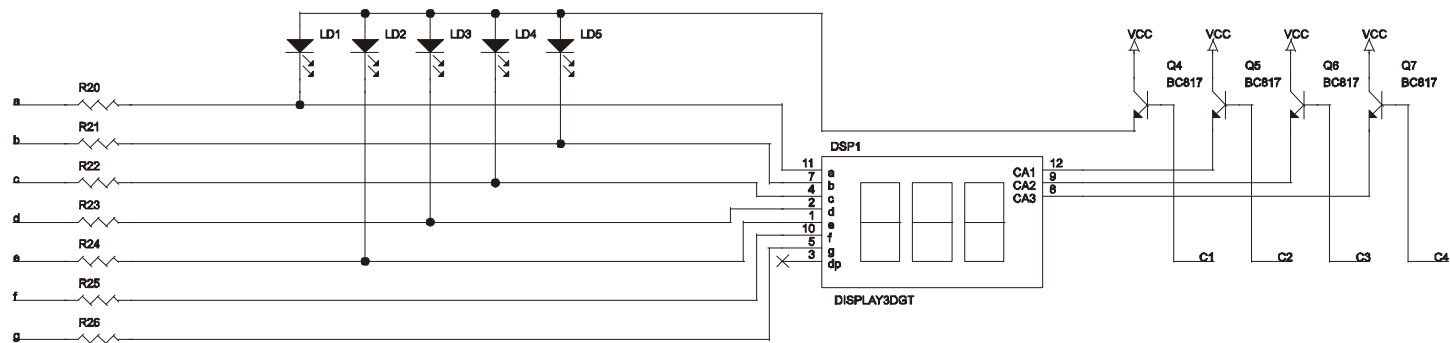 LD1 LD2 LD3 LD4 LD5
VCC VCC VCC VCC
Q4 Q5 Q6 Q7
BC817 BC817 BC817 BC817
a R20
b R21
c R22
d R23
e R24
f R25
g R26
DSP1
11 a
7 b
4 c
2 d
1 e
10 f
5 g
3 dp
CA1 12
CA2 9
CA3 8
DISPLAY3DGT
C1 C2 C3 C4